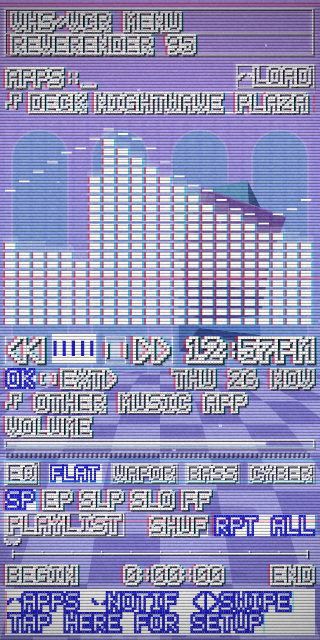 VHS/VCR MENU
REWERENDER '95
APPS:._ LOAD
DECK NIGHTWAVE PLAZA
12:57PM
OK EXT THU 26 NOV
OTHER MUSIC APP
VOLUME
EQ FLAT VAPOR BASS CYBER
SP EP SLP SLO FF
PLAYLIST SHUF RPT ALL
BEGIN 0:00:00 END
APPS NOTIF SWIPE
TAP HERE FOR SETUP